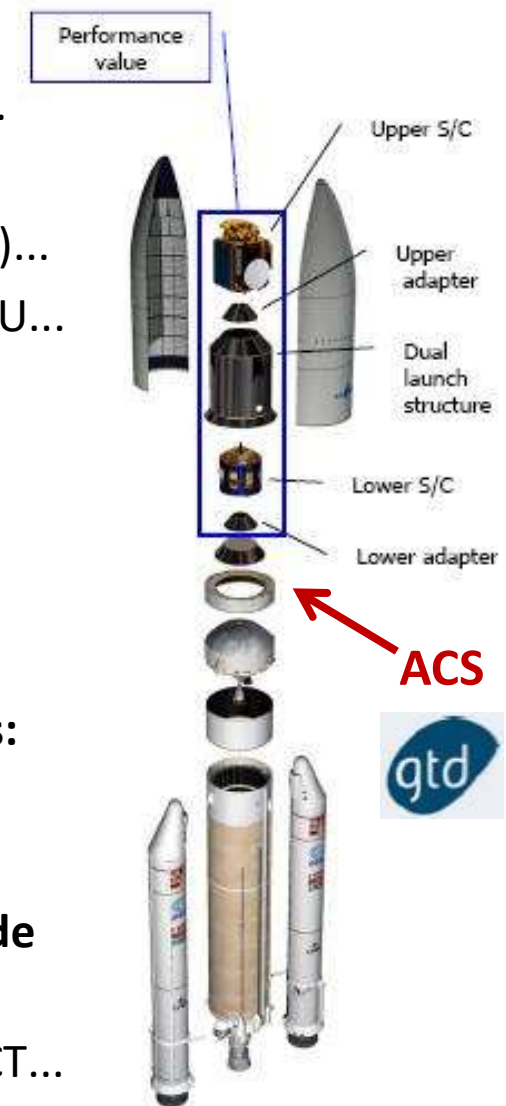 Performance
value
.
Upper S/C
)...
Upper
adapter
U...
Dual
launch
structure
Lower S/C
Lower adapter
ACS
s:
gtd
de
CT...